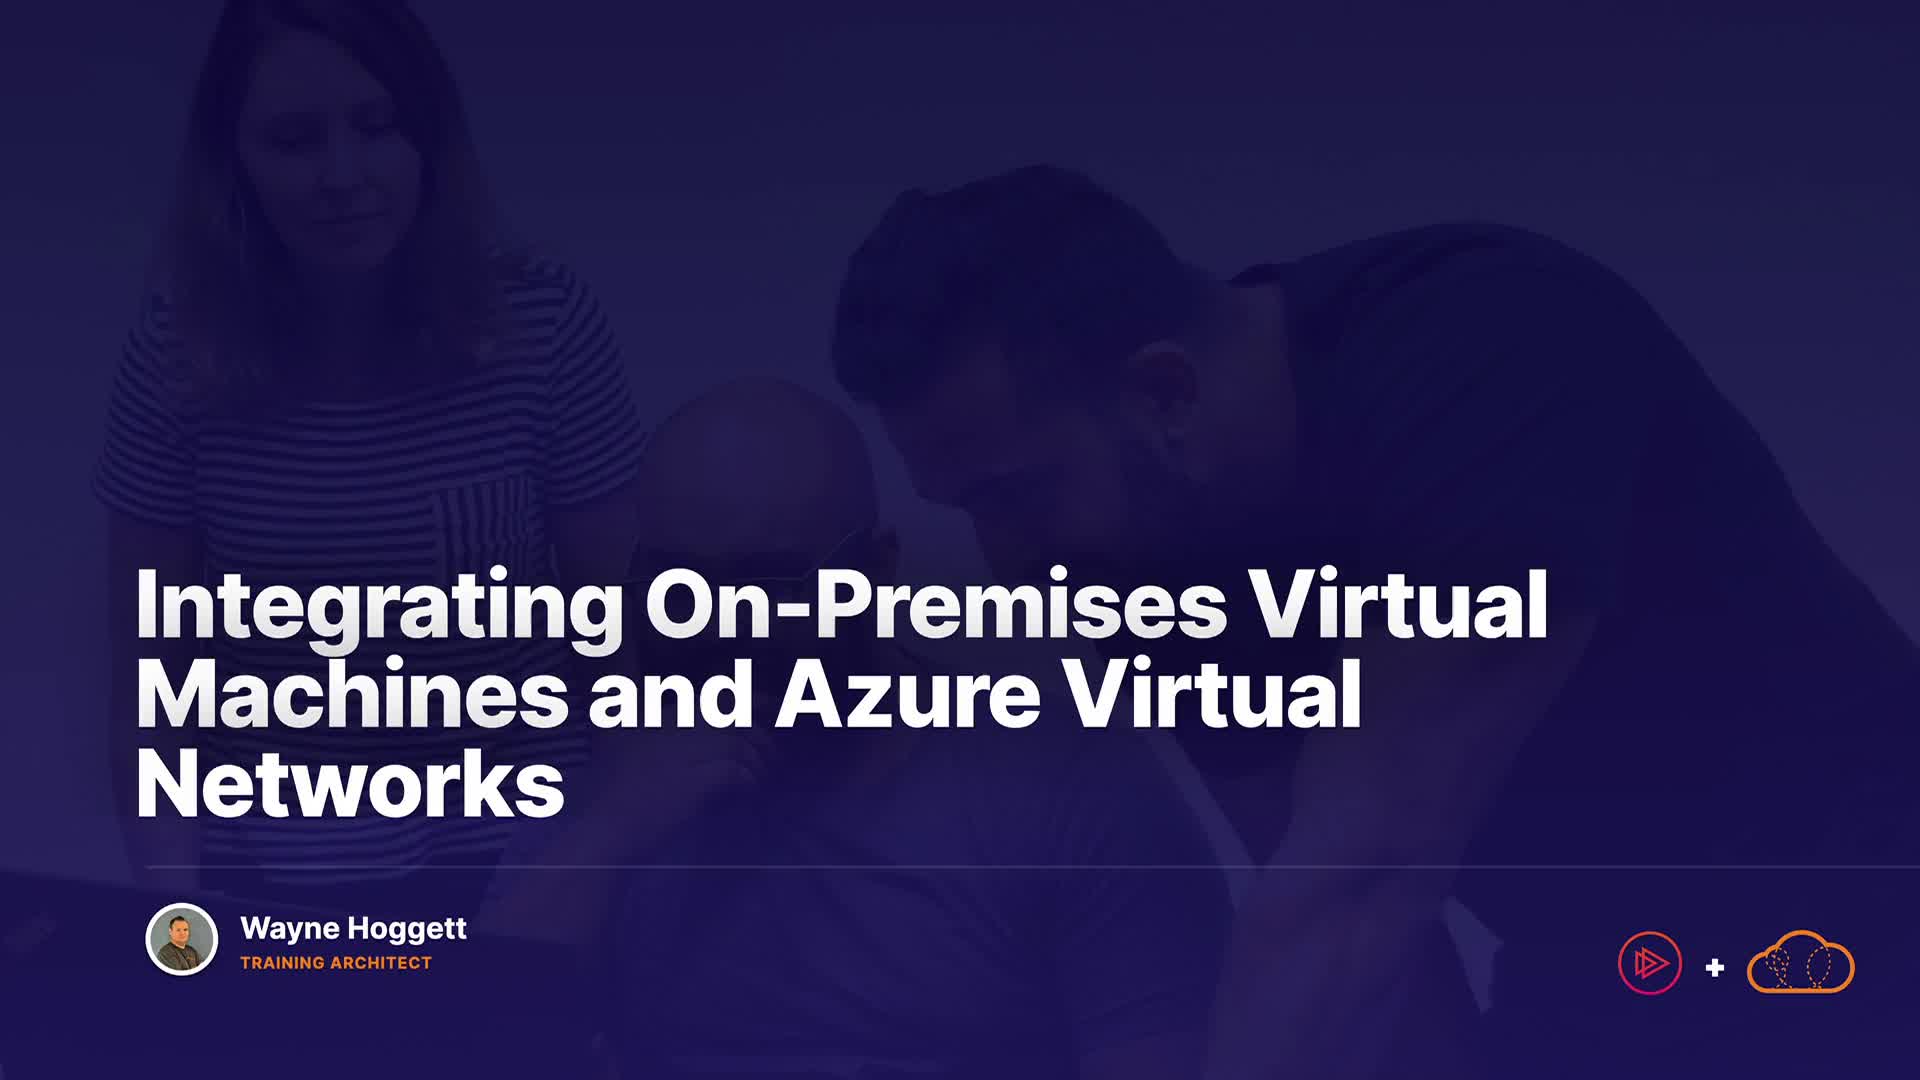 Integrating On-Premises Virtual
Machines and Azure Virtual
Networks
Wayne Hoggett
TRAINING ARCHITECT